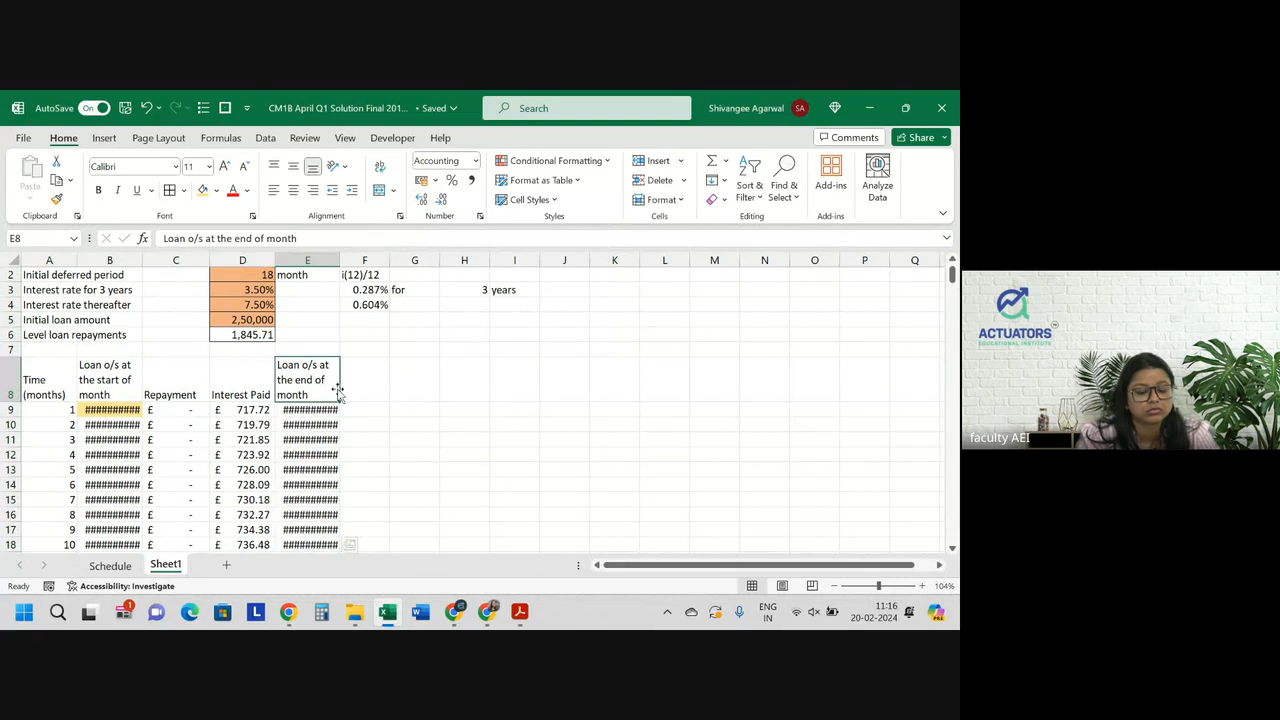 AutoSave On CM1B April Q1 Solution Final 201... • Saved Search Shivangee Agarwal SA
File Home Insert Page Layout Formulas Data Review View Developer Help Comments Share
Paste Calibri 11 Accounting Conditional Formatting Insert Sort & Filter Find & Select Add-ins Analyze Data
B I U Format as Table Delete
Cell Styles Format
Clipboard Font Alignment Number Styles Cells Editing Add-ins
E8 fx Loan o/s at the end of month
A B C D E F G H I J K L M N O P Q
2 Initial deferred period 18 month i(12)/12
3 Interest rate for 3 years 3.50% 0.287% for 3 years
4 Interest rate thereafter 7.50% 0.604%
5 Initial loan amount 2,50,000
6 Level loan repayments 1,845.71
7
8 Time (months) Loan o/s at the start of month Repayment Interest Paid Loan o/s at the end of month
9 1 ########## £ - £ 717.72 ##########
10 2 ########## £ - £ 719.79 ##########
11 3 ########## £ - £ 721.85 ##########
12 4 ########## £ - £ 723.92 ##########
13 5 ########## £ - £ 726.00 ##########
14 6 ########## £ - £ 728.09 ##########
15 7 ########## £ - £ 730.18 ##########
16 8 ########## £ - £ 732.27 ##########
17 9 ########## £ - £ 734.38 ##########
18 10 ########## £ - £ 736.48 ##########
Schedule Sheet1
Ready Accessibility: Investigate 104%
ENG IN 11:16 20-02-2024
ACTUATORS
EDUCATIONAL INSTITUTE
faculty AEI